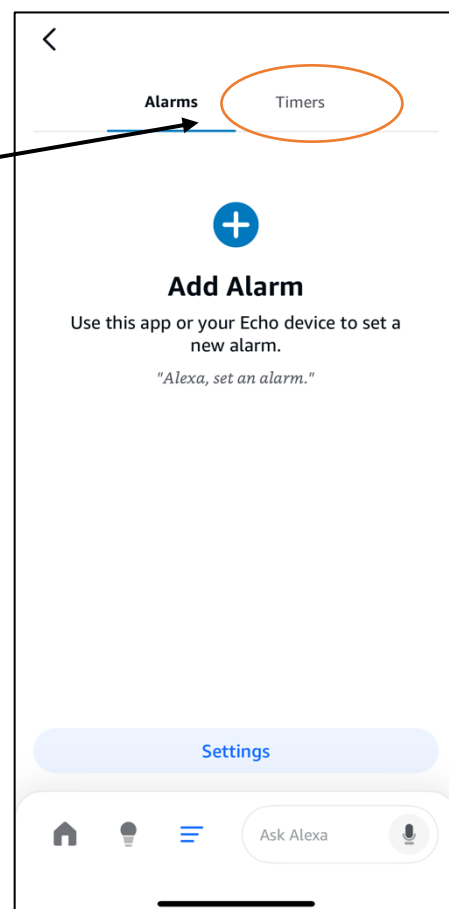 Alarms Timers
Add Alarm
Use this app or your Echo device to set a
new alarm.
"Alexa, set an alarm."
Settings
Ask Alexa